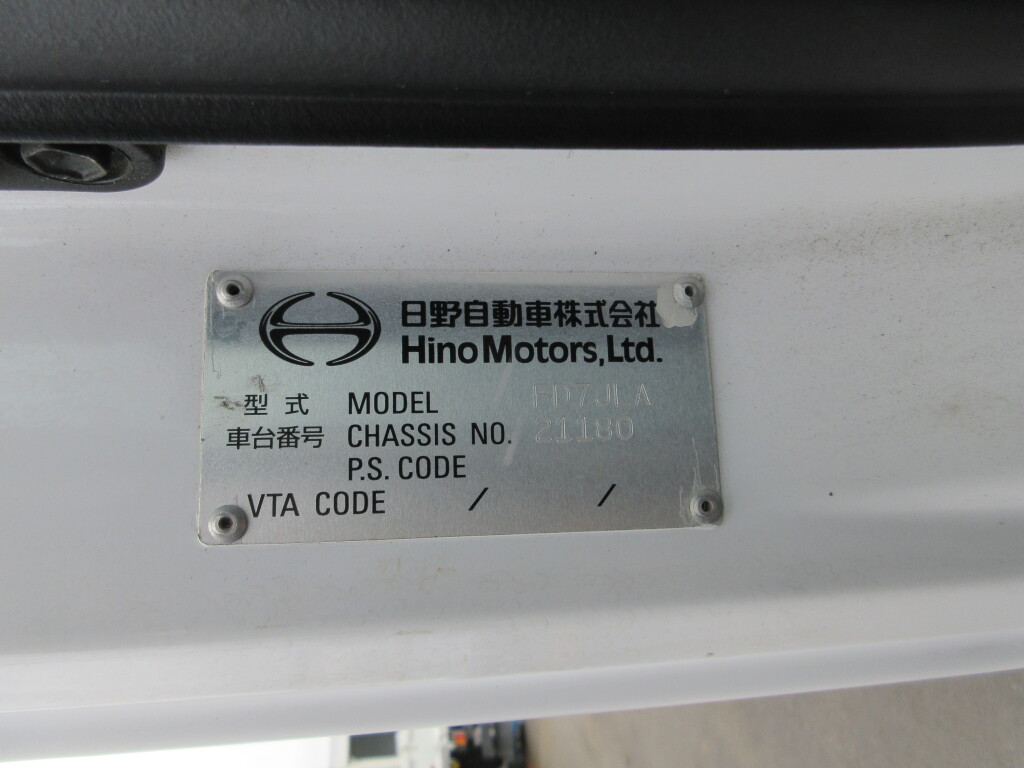 日野自動車株式会社
Hino Motors, Ltd.
型式 MODEL FD7JLA
車台番号 CHASSIS NO. 21180
P.S. CODE
VTA CODE / /